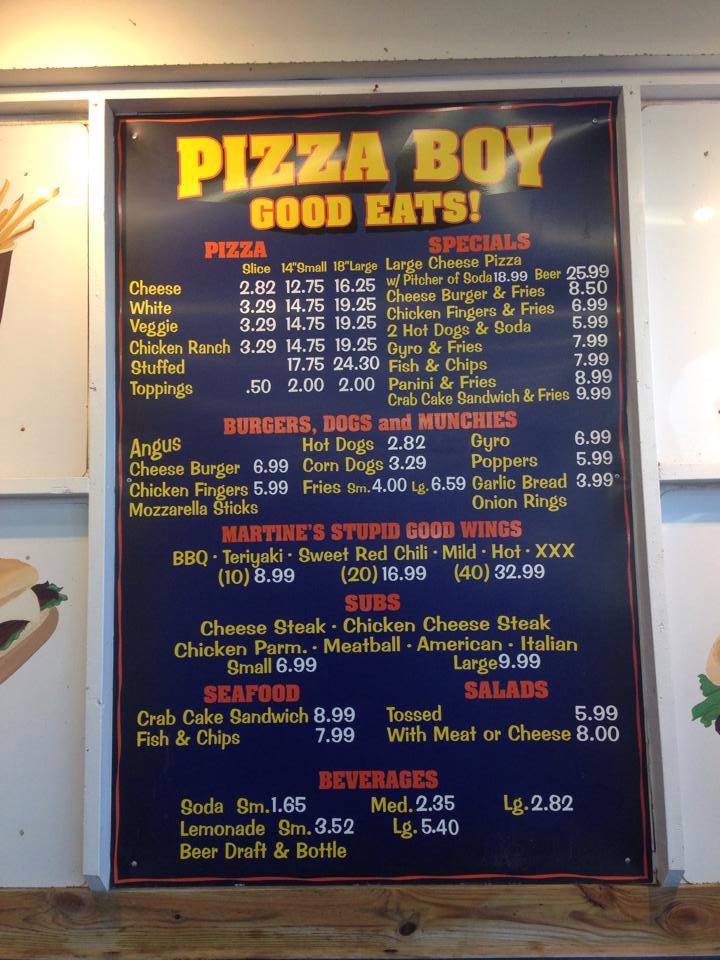 PIZZA BOY
GOOD EATS!
PIZZA
Slice 14"Small 18"Large
Cheese 2.82 12.75 16.25
White 3.29 14.75 19.25
Veggie 3.29 14.75 19.25
Chicken Ranch 3.29 14.75 19.25
Stuffed 17.75 24.30
Toppings .50 2.00 2.00
SPECIALS
Large Cheese Pizza
w/ Pitcher of Soda 18.99 Beer 25.99
Cheese Burger & Fries 8.50
Chicken Fingers & Fries 6.99
2 Hot Dogs & Soda 5.99
Gyro & Fries 7.99
Fish & Chips 7.99
Panini & Fries 8.99
Crab Cake Sandwich & Fries 9.99
BURGERS, DOGS and MUNCHIES
Angus
Cheese Burger 6.99
Chicken Fingers 5.99
Mozzarella Sticks
Hot Dogs 2.82
Corn Dogs 3.29
Fries Sm. 4.00 Lg. 6.59
Gyro 6.99
Poppers 5.99
Garlic Bread 3.99
Onion Rings
MARTINE'S STUPID GOOD WINGS
BBQ · Teriyaki · Sweet Red Chili · Mild · Hot · XXX
(10) 8.99 (20) 16.99 (40) 32.99
SUBS
Cheese Steak · Chicken Cheese Steak
Chicken Parm. · Meatball · American · Italian
Small 6.99 Large 9.99
SEAFOOD
Crab Cake Sandwich 8.99
Fish & Chips 7.99
SALADS
Tossed 5.99
With Meat or Cheese 8.00
BEVERAGES
Soda Sm. 1.65 Med. 2.35 Lg. 2.82
Lemonade Sm. 3.52 Lg. 5.40
Beer Draft & Bottle